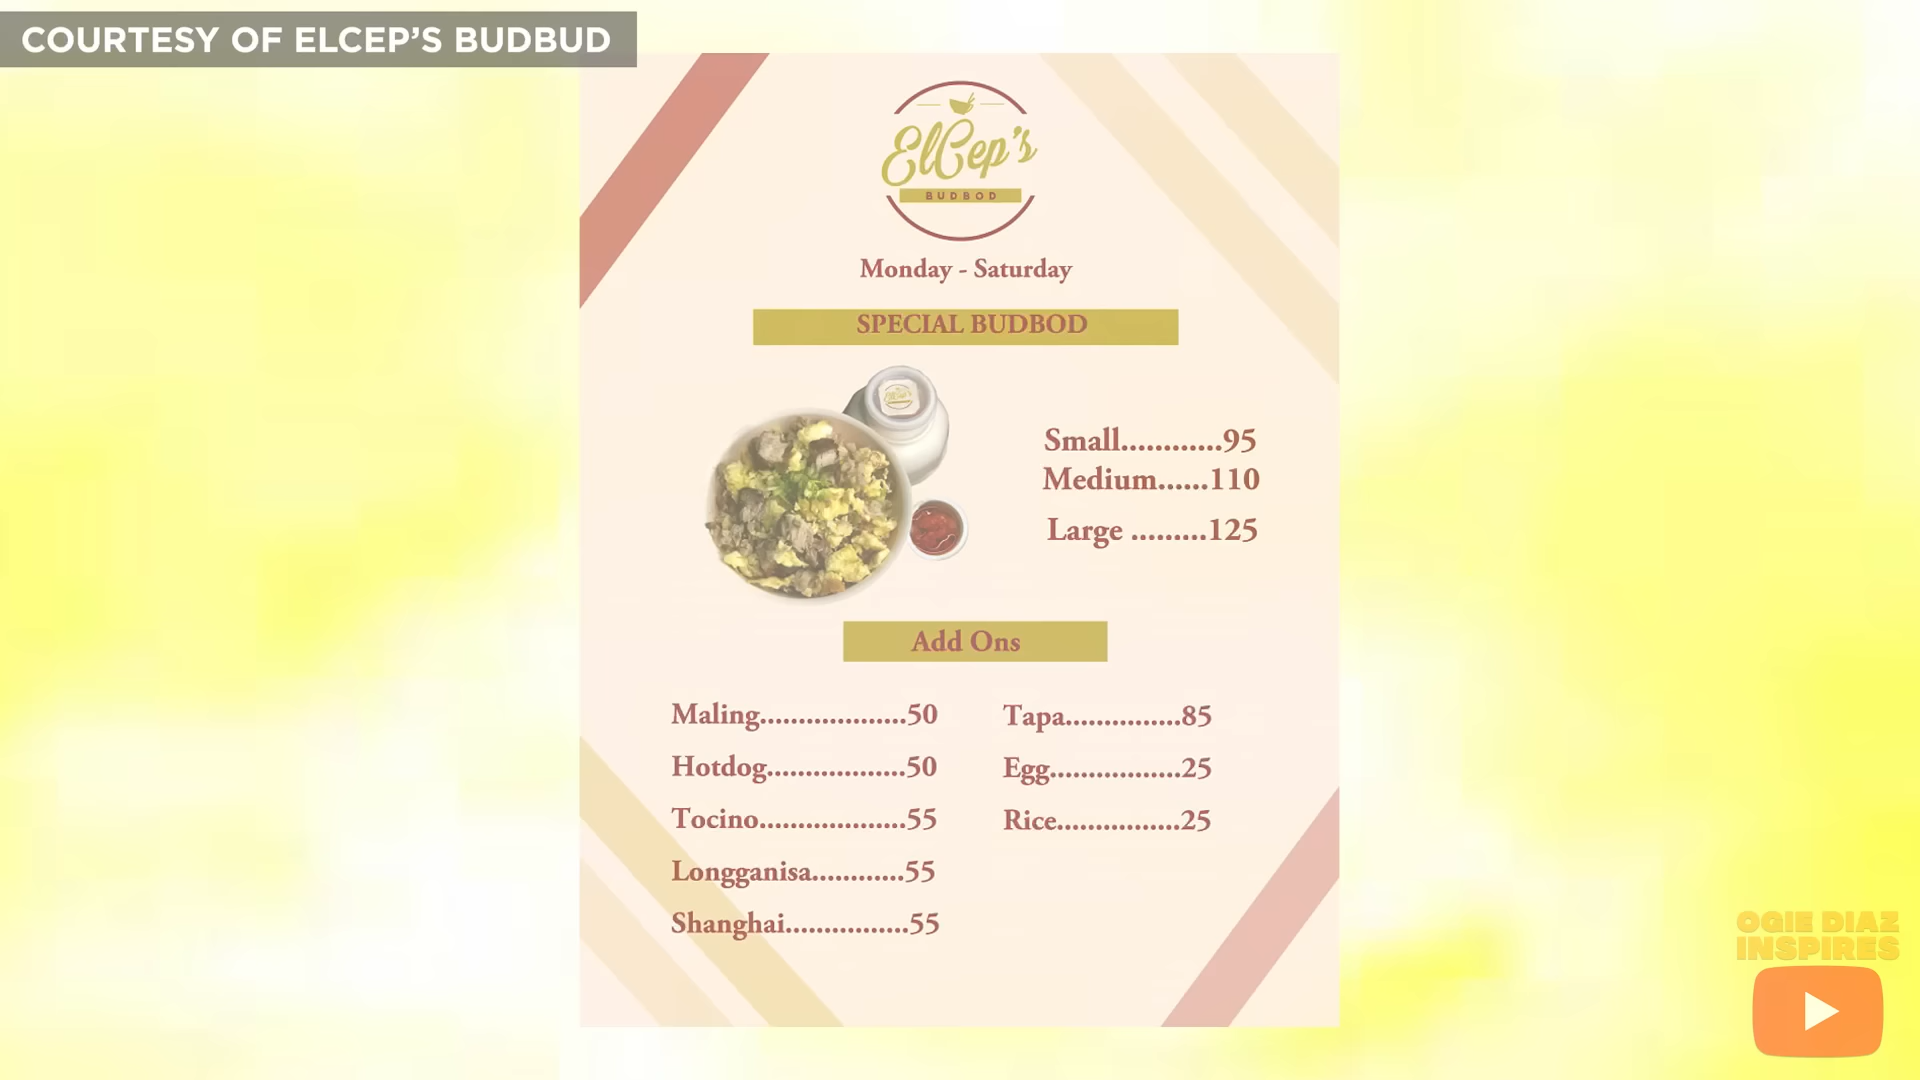 COURTESY OF ELCEP'S BUDBUD
ElCep's
BUDBOD
Monday - Saturday
SPECIAL BUDBOD
Small............95
Medium......110
Large .........125
Add Ons
Maling...................50
Hotdog..................50
Tocino...................55
Longganisa............55
Shanghai................55
Tapa...............85
Egg.................25
Rice................25
OGIE DIAZ
INSPIRES